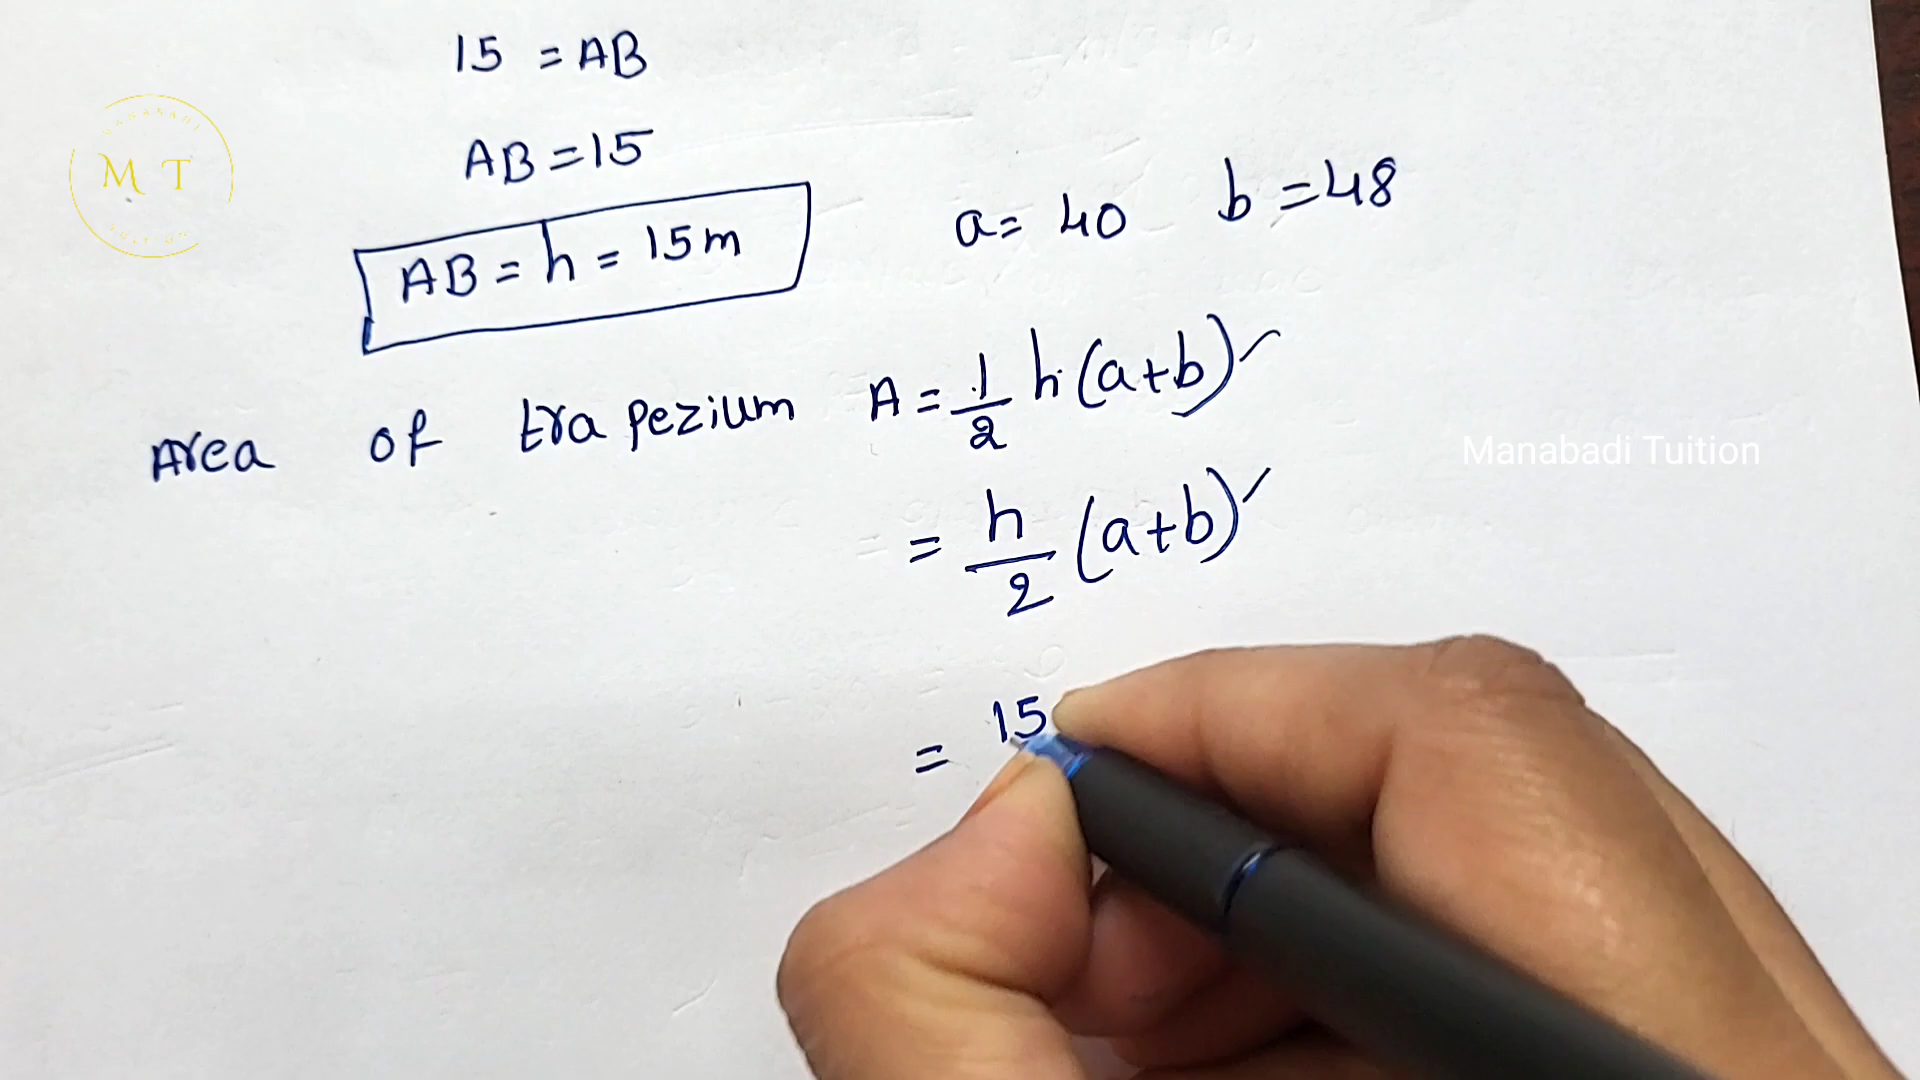 15 = AB
AB = 15
M T
AB = h = 15m
a = 40 b = 48
Area of trapezium A = 1/2 h(a+b)
Manabadi Tuition
= h/2 (a+b)
= 15